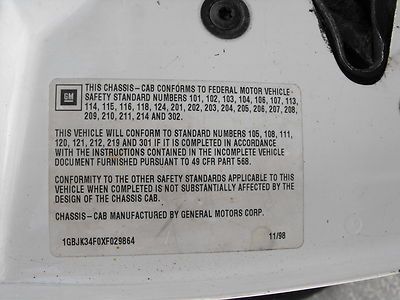 GM
THIS CHASSIS-CAB CONFORMS TO FEDERAL MOTOR VEHICLE
SAFETY STANDARD NUMBERS 101, 102, 103, 104, 106, 107, 113,
114, 115, 116, 118, 124, 201, 202, 203, 204, 205, 206, 207, 208,
209, 210, 211, 214 AND 302.
THIS VEHICLE WILL CONFORM TO STANDARD NUMBERS 105, 108, 111,
120, 121, 212, 219 AND 301 IF IT IS COMPLETED IN ACCORDANCE
WITH THE INSTRUCTIONS CONTAINED IN THE INCOMPLETE VEHICLE
DOCUMENT FURNISHED PURSUANT TO 49 CFR PART 568.
CONFORMITY TO THE OTHER SAFETY STANDARDS APPLICABLE TO THIS
VEHICLE WHEN COMPLETED IS NOT SUBSTANTIALLY AFFECTED BY THE
DESIGN OF THE CHASSIS CAB.
CHASSIS-CAB MANUFACTURED BY GENERAL MOTORS CORP.
1GBJK34F0XF029864 11/98